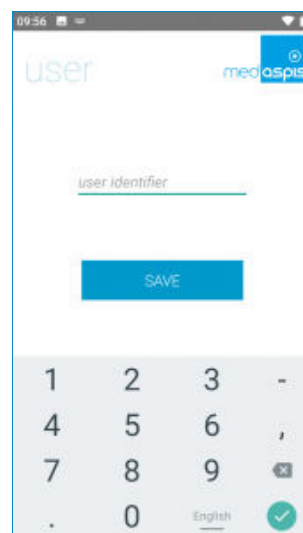 09:56
user
medaspis
user identifier
SAVE
1 2 3 -
4 5 6 ,
7 8 9
. 0 English